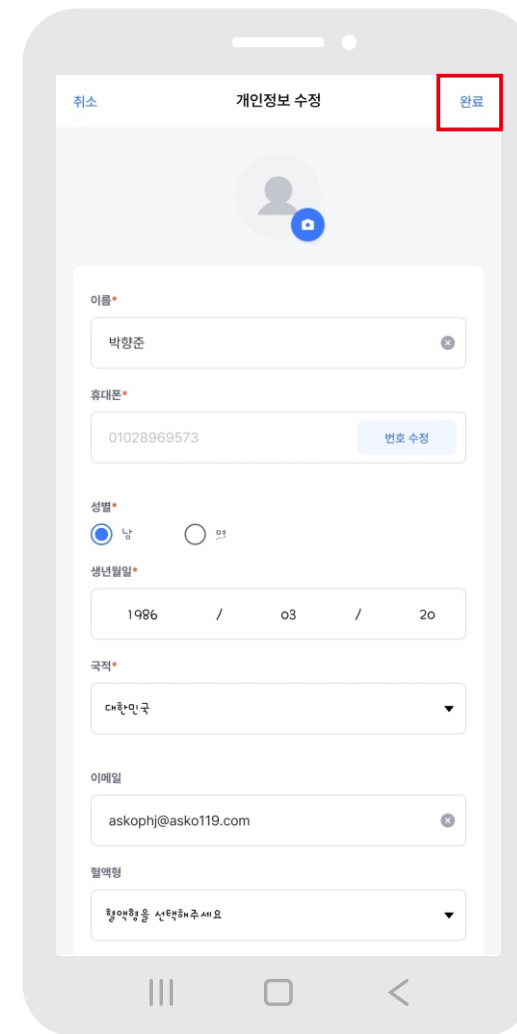 취소 개인정보 수정 완료
이름*
박향준
휴대폰*
01028969573 번호 수정
성별*
남 여
생년월일*
1986 / 03 / 20
국적*
대한민국
이메일
askophj@asko119.com
혈액형
혈액형을 선택해주세요